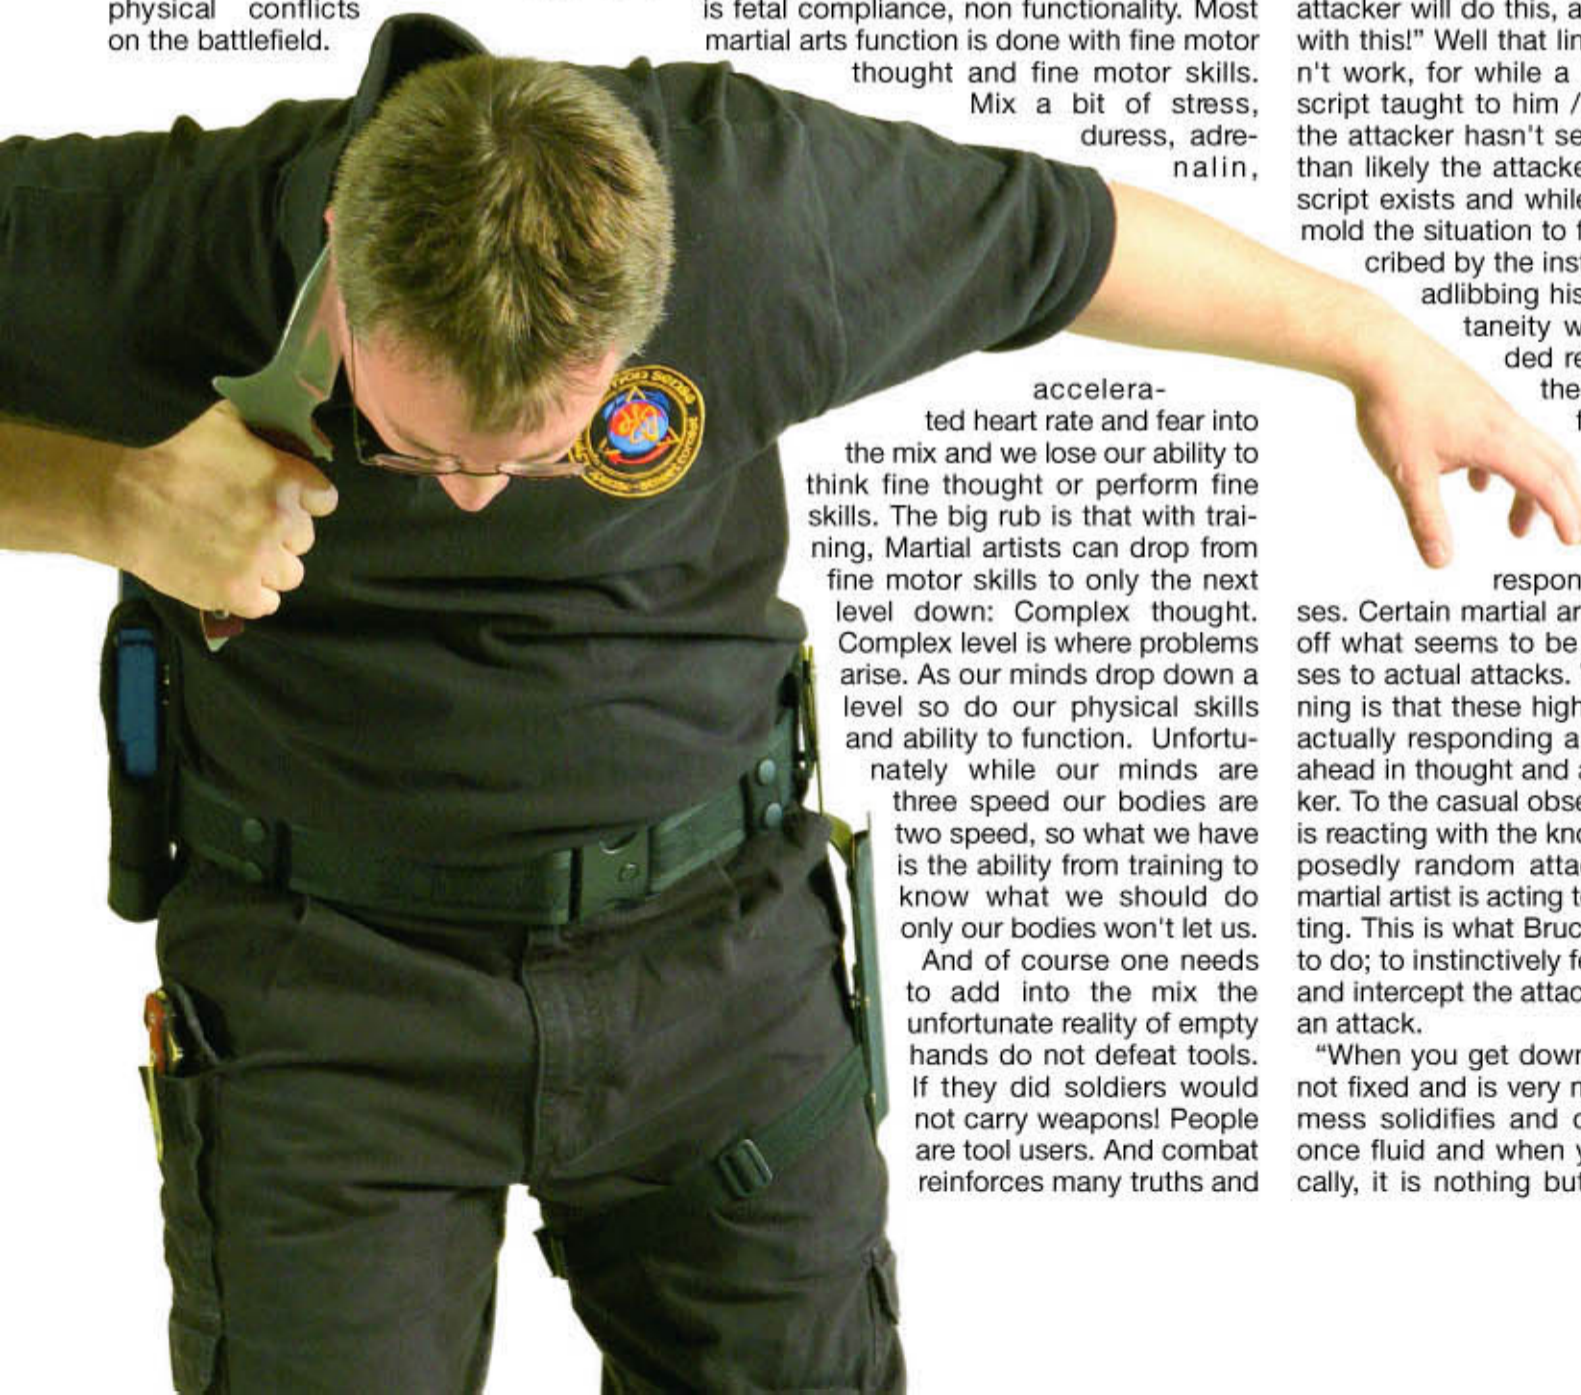 physical conflicts
on the battlefield.
is fetal compliance, non functionality. Most
martial arts function is done with fine motor
thought and fine motor skills.
Mix a bit of stress,
duress, adre-
nalin,
accelera-
ted heart rate and fear into
the mix and we lose our ability to
think fine thought or perform fine
skills. The big rub is that with trai-
ning, Martial artists can drop from
fine motor skills to only the next
level down: Complex thought.
Complex level is where problems
arise. As our minds drop down a
level so do our physical skills
and ability to function. Unfortu-
nately while our minds are
three speed our bodies are
two speed, so what we have
is the ability from training to
know what we should do
only our bodies won't let us.
And of course one needs
to add into the mix the
unfortunate reality of empty
hands do not defeat tools.
If they did soldiers would
not carry weapons! People
are tool users. And combat
reinforces many truths and
attacker will do this, a
with this!” Well that lin
n't work, for while a
script taught to him /
the attacker hasn't se
than likely the attacke
script exists and while
mold the situation to f
cribed by the inst
adlibbing his
taneity w
ded re
the
f
respon
ses. Certain martial ar
off what seems to be
ses to actual attacks.
ning is that these high
actually responding a
ahead in thought and a
ker. To the casual obse
is reacting with the kno
posedly random atta
martial artist is acting t
ting. This is what Bruc
to do; to instinctively fe
and intercept the attac
an attack.
“When you get down
not fixed and is very m
mess solidifies and c
once fluid and when y
cally, it is nothing but